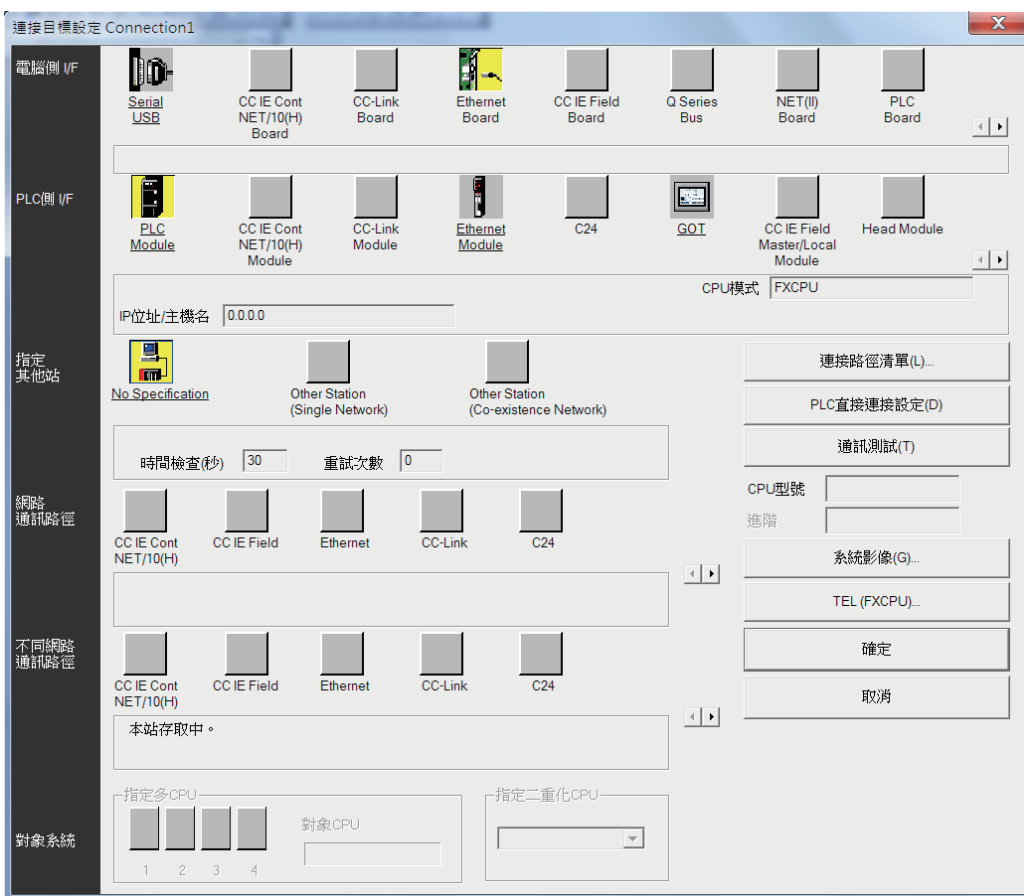 連接目標設定 Connection1
X
電腦側 I/F
Serial
USB
CC IE Cont
NET/10(H)
Board
CC-Link
Board
Ethernet
Board
CC IE Field
Board
Q Series
Bus
NET(II)
Board
PLC
Board
PLC側 I/F
PLC
Module
CC IE Cont
NET/10(H)
Module
CC-Link
Module
Ethernet
Module
C24
GOT
CC IE Field
Master/Local
Module
Head Module
CPU模式 FXCPU
IP位址/主機名 0.0.0.0
指定
其他站
No Specification
Other Station
(Single Network)
Other Station
(Co-existence Network)
時間檢查(秒) 30 重試次數 0
連接路徑清單(L)...
PLC直接連接設定(D)
通訊測試(T)
CPU型號
進階
系統影像(G)...
TEL (FXCPU)...
確定
取消
網路
通訊路徑
CC IE Cont
NET/10(H)
CC IE Field
Ethernet
CC-Link
C24
不同網路
通訊路徑
CC IE Cont
NET/10(H)
CC IE Field
Ethernet
CC-Link
C24
本站存取中。
對象系統
指定多CPU
1 2 3 4
對象CPU
指定二重化CPU